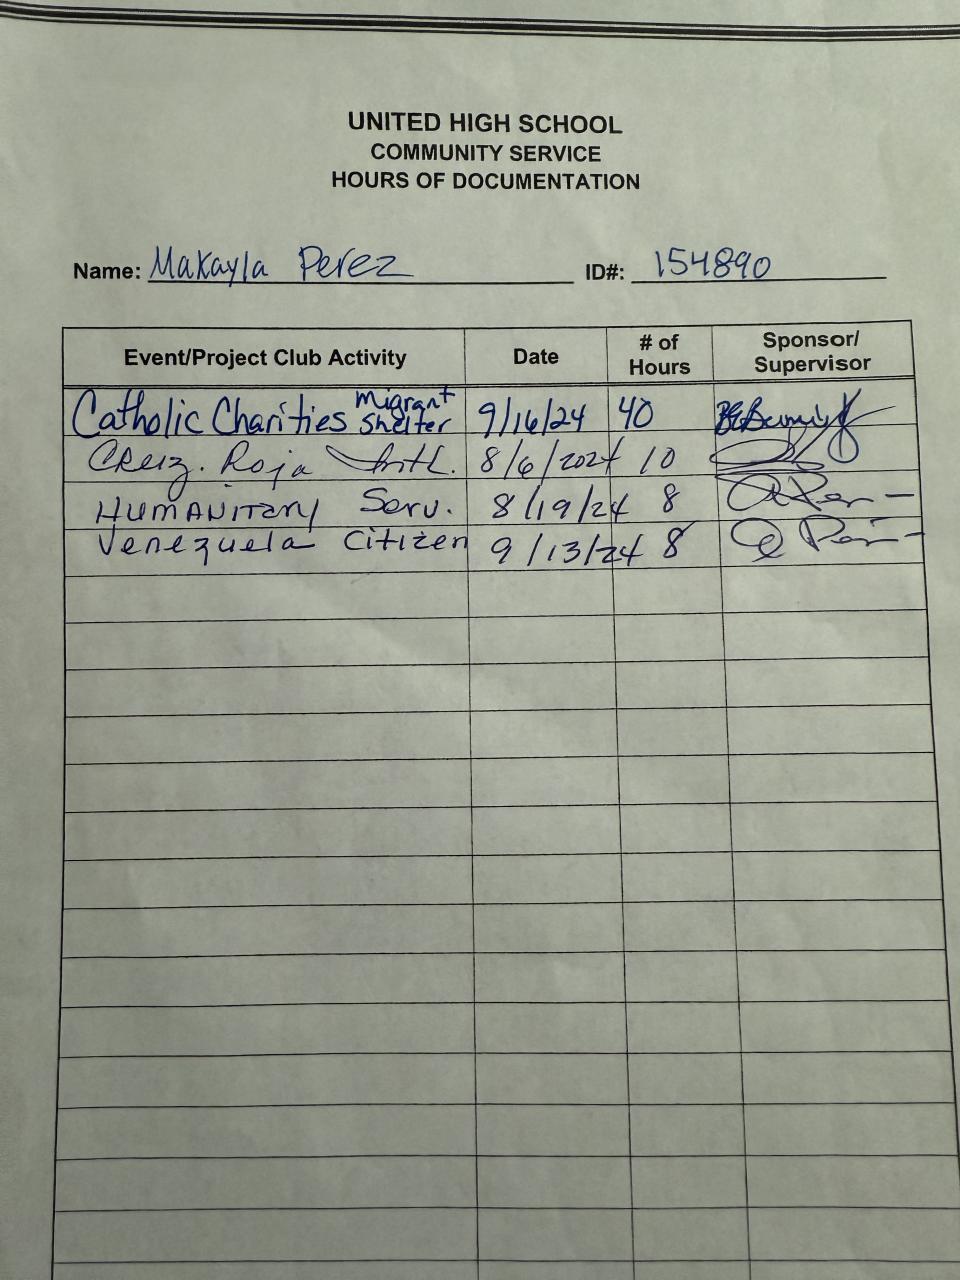 UNITED HIGH SCHOOL
COMMUNITY SERVICE
HOURS OF DOCUMENTATION
Name: Makayla Perez ID#: 154890
Event/Project Club Activity Date # of Hours Sponsor/ Supervisor
Catholic Charities Migrant Shelter 9/16/24 40
Cruz. Roja Intl. 8/6/2024 10
Humanitary Serv. 8/19/24 8
Venezuela Citizen 9/13/24 8